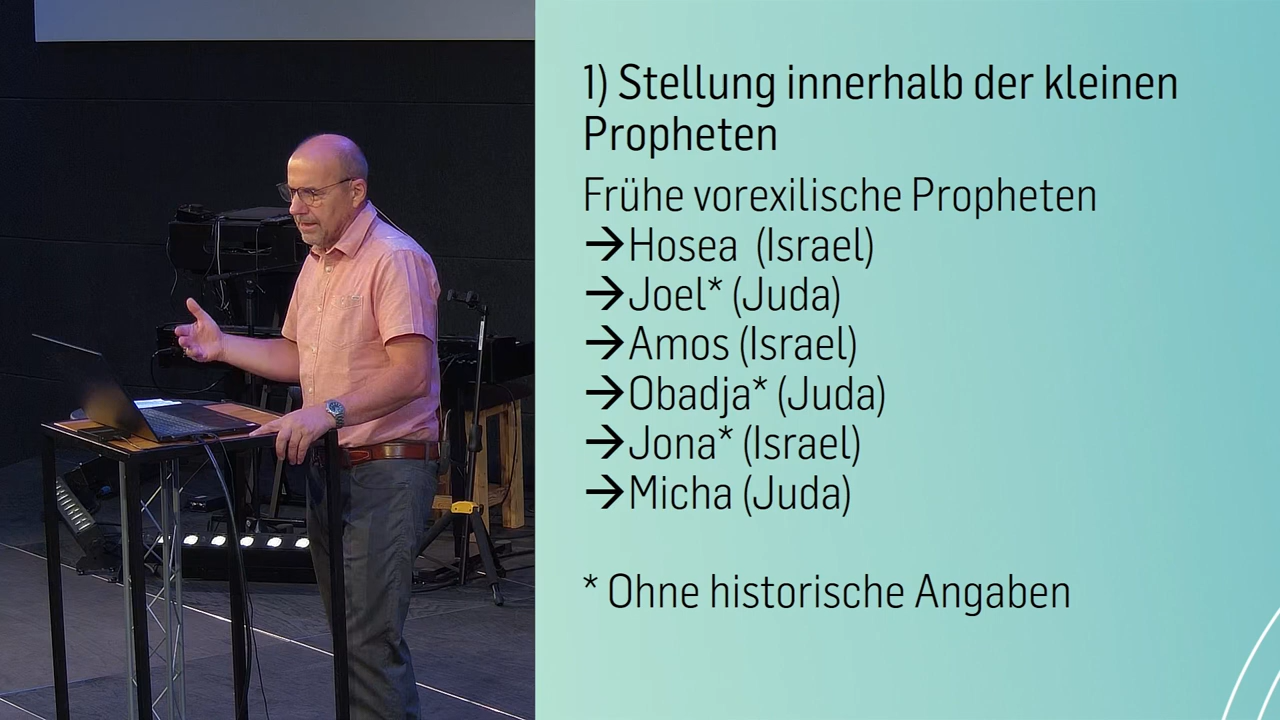 1) Stellung innerhalb der kleinen
Propheten
Frühe vorexilische Propheten
→Hosea (Israel)
→Joel* (Juda)
→Amos (Israel)
→Obadja* (Juda)
→Jona* (Israel)
→Micha (Juda)
* Ohne historische Angaben